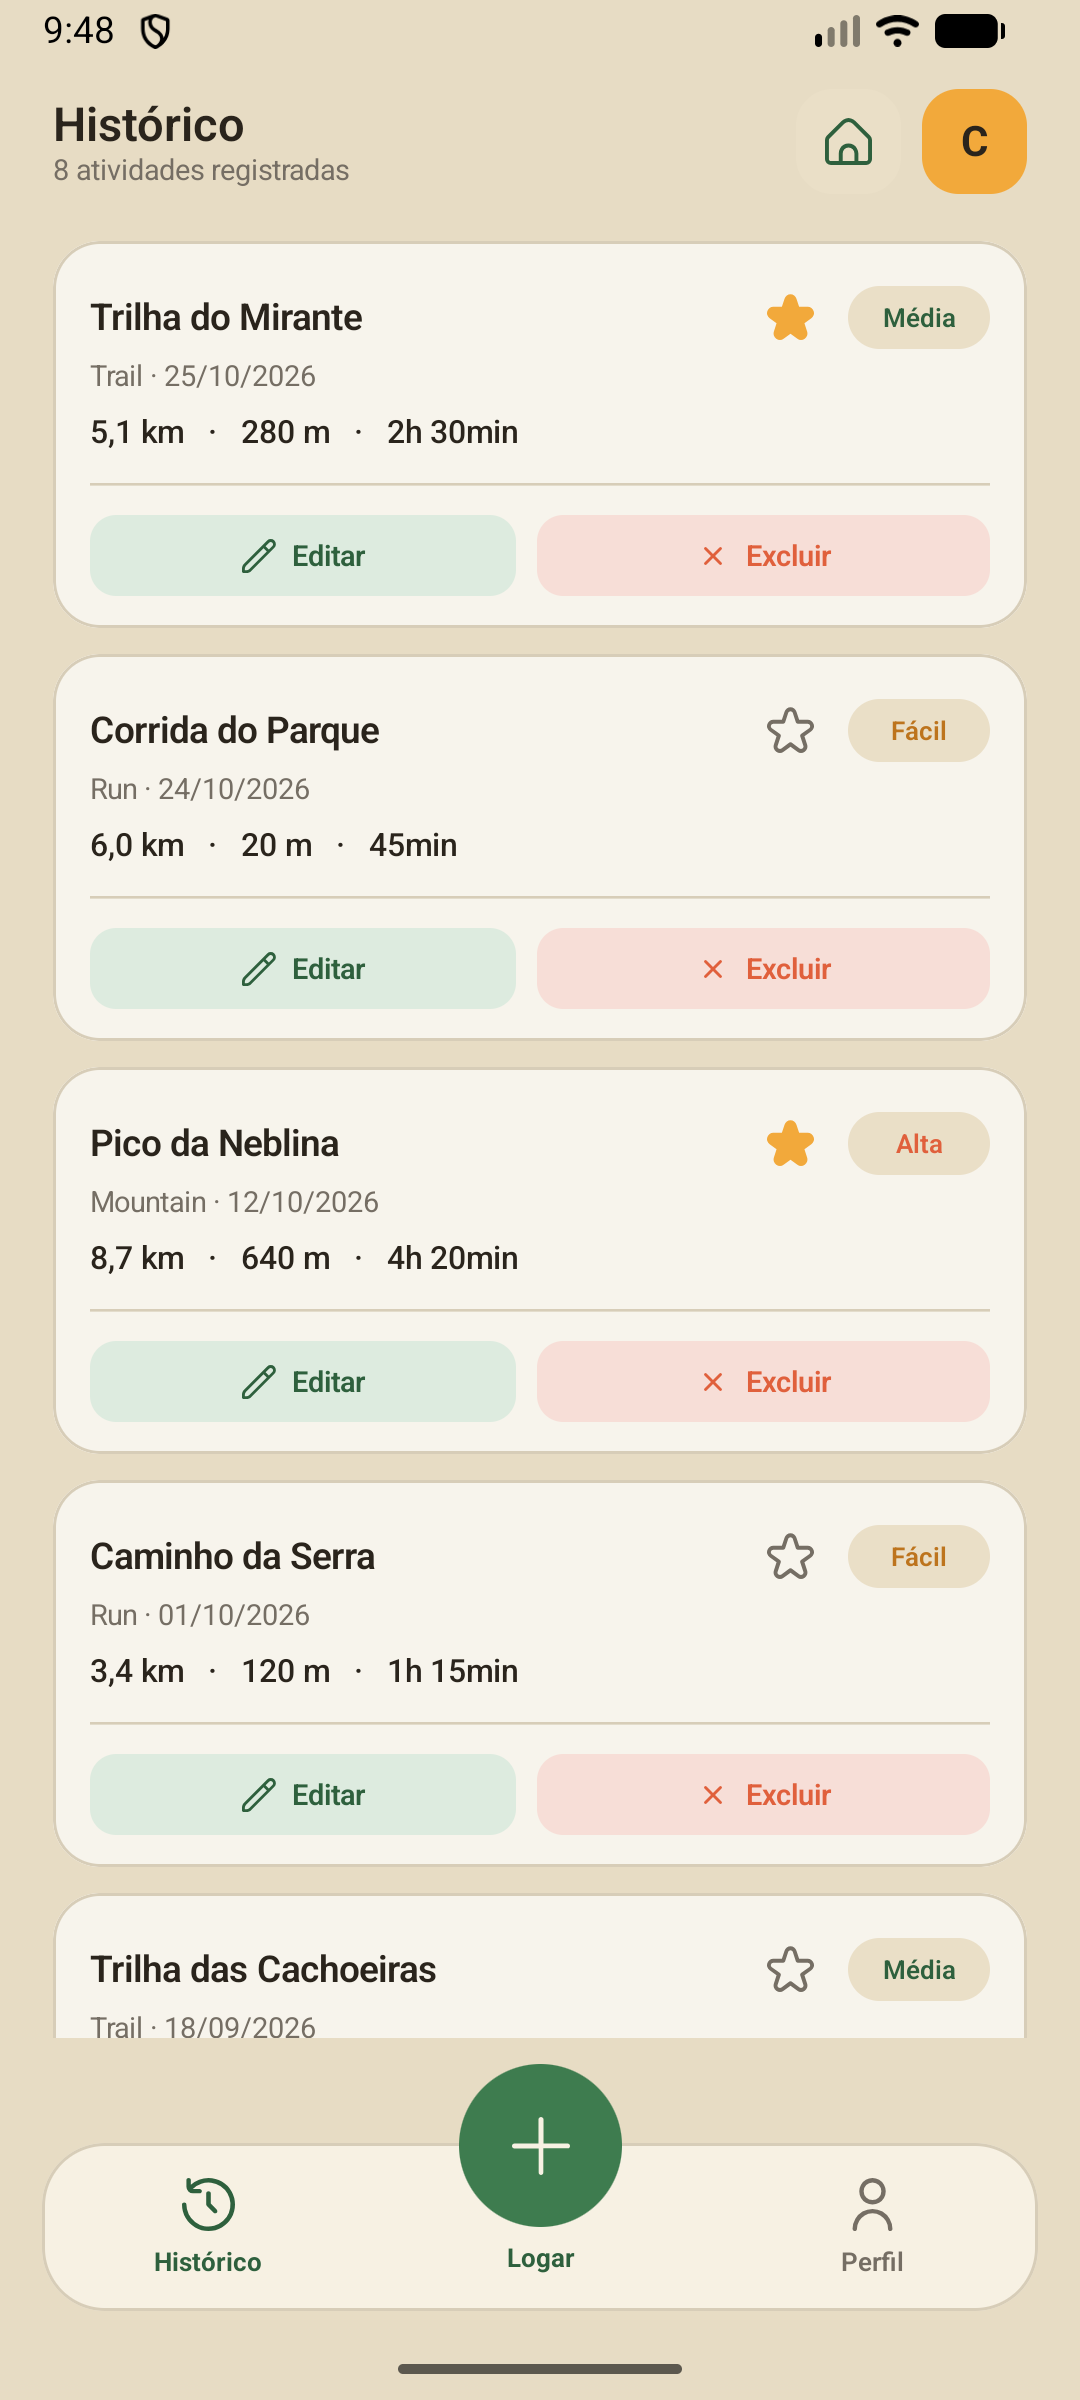 9:48
Histórico
8 atividades registradas
C
Trilha do Mirante
Média
Trail · 25/10/2026
5,1 km · 280 m · 2h 30min
Editar
Excluir
Corrida do Parque
Fácil
Run · 24/10/2026
6,0 km · 20 m · 45min
Editar
Excluir
Pico da Neblina
Alta
Mountain · 12/10/2026
8,7 km · 640 m · 4h 20min
Editar
Excluir
Caminho da Serra
Fácil
Run · 01/10/2026
3,4 km · 120 m · 1h 15min
Editar
Excluir
Trilha das Cachoeiras
Média
Trail · 18/09/2026
Histórico
Logar
Perfil